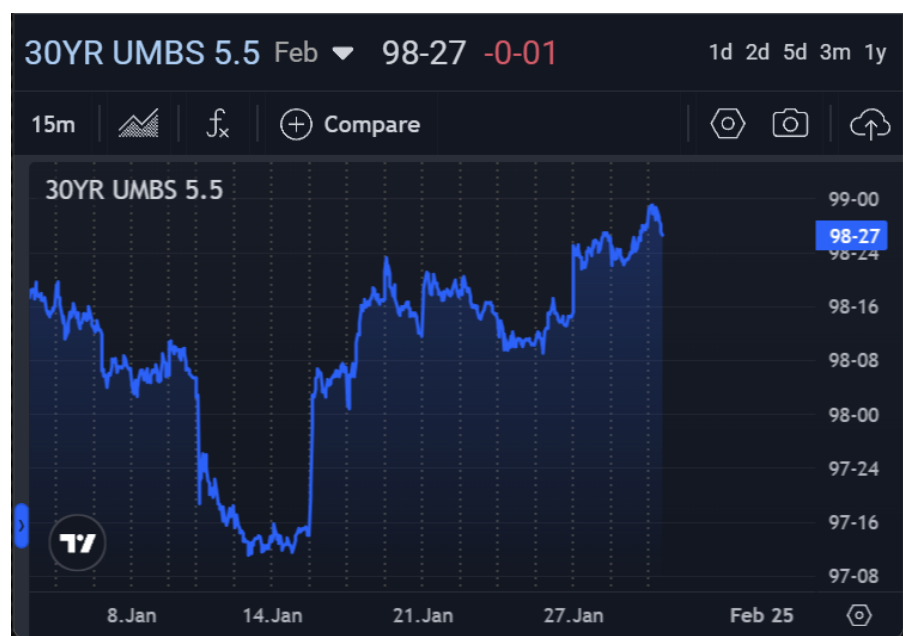 30YR UMBS 5.5 Feb 98-27 -0-01 1d 2d 5d 3m 1y
15m fx Compare
30YR UMBS 5.5
99-00
98-27
98-24
98-16
98-08
98-00
97-24
97-16
97-08
8.Jan 14.Jan 21.Jan 27.Jan Feb 25